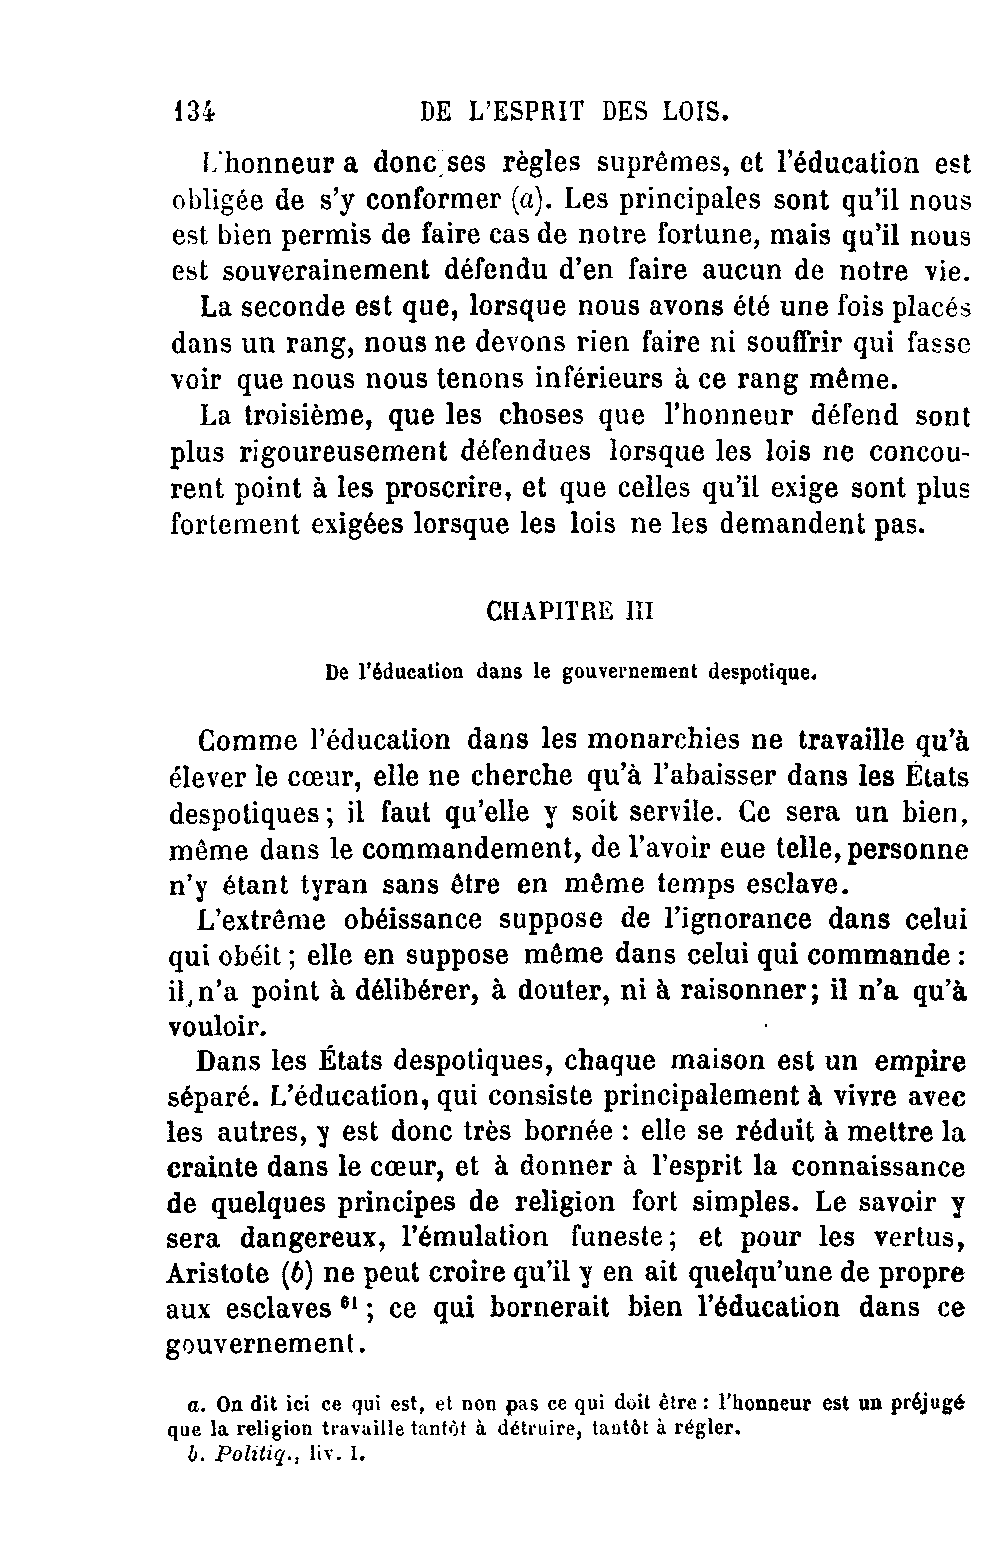 134 DE L'ESPRIT DES LOIS.
L'honneur a donc ses règles suprêmes, et l'éducation est
obligée de s'y conformer (a). Les principales sont qu'il nous
est bien permis de faire cas de notre fortune, mais qu'il nous
est souverainement défendu d'en faire aucun de notre vie.
La seconde est que, lorsque nous avons été une fois placés
dans un rang, nous ne devons rien faire ni souffrir qui fasse
voir que nous nous tenons inférieurs à ce rang même.
La troisième, que les choses que l'honneur défend sont
plus rigoureusement défendues lorsque les lois ne concou-
rent point à les proscrire, et que celles qu'il exige sont plus
fortement exigées lorsque les lois ne les demandent pas.
CHAPITRE III
De l'éducation dans le gouvernement despotique.
Comme l'éducation dans les monarchies ne travaille qu'à
élever le cœur, elle ne cherche qu'à l'abaisser dans les États
despotiques ; il faut qu'elle y soit servile. Ce sera un bien,
même dans le commandement, de l'avoir eue telle, personne
n'y étant tyran sans être en même temps esclave.
L'extrême obéissance suppose de l'ignorance dans celui
qui obéit ; elle en suppose même dans celui qui commande :
il n'a point à délibérer, à douter, ni à raisonner ; il n'a qu'à
vouloir.
Dans les États despotiques, chaque maison est un empire
séparé. L'éducation, qui consiste principalement à vivre avec
les autres, y est donc très bornée : elle se réduit à mettre la
crainte dans le cœur, et à donner à l'esprit la connaissance
de quelques principes de religion fort simples. Le savoir y
sera dangereux, l'émulation funeste ; et pour les vertus,
Aristote (b) ne peut croire qu'il y en ait quelqu'une de propre
aux esclaves ⁶¹ ; ce qui bornerait bien l'éducation dans ce
gouvernement.
a. On dit ici ce qui est, et non pas ce qui doit être : l'honneur est un préjugé
que la religion travaille tantôt à détruire, tantôt à régler.
b. Politiq., liv. I.